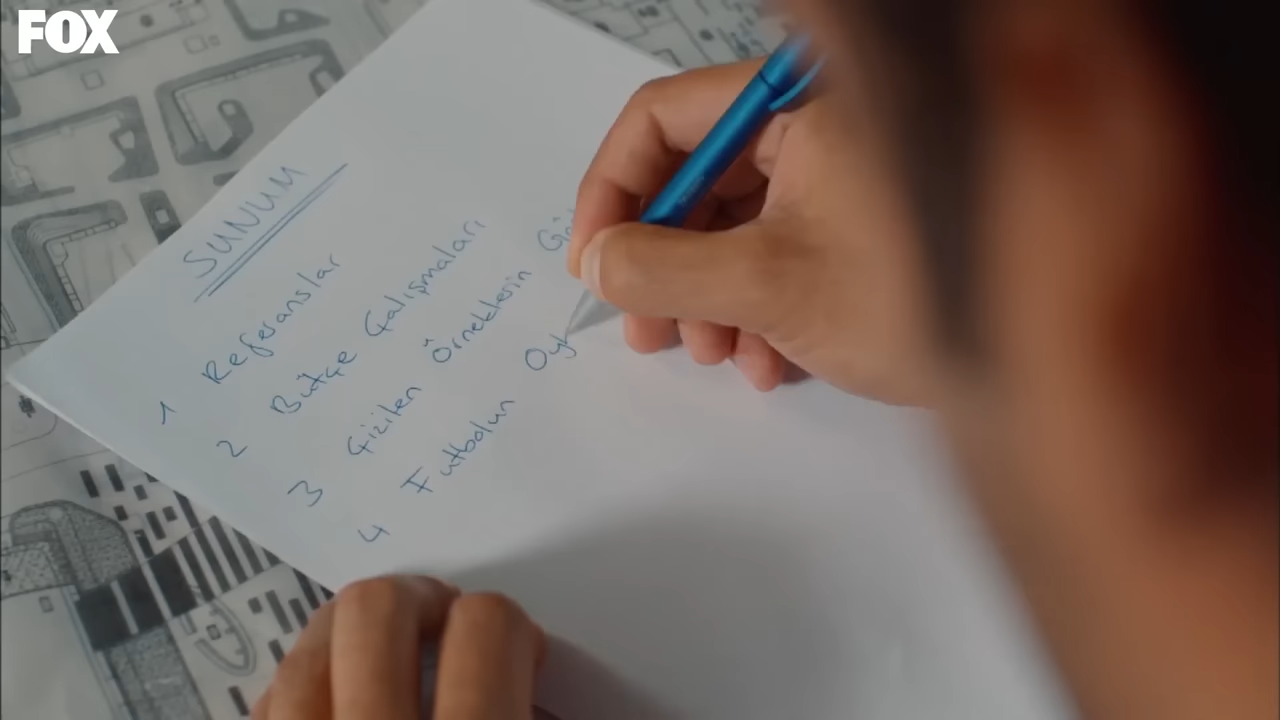 FOX
SUNUM
1 Referanslar
2 Bütçe Çalışmaları
3 Çizilen Örneklerin
4 Futbolun